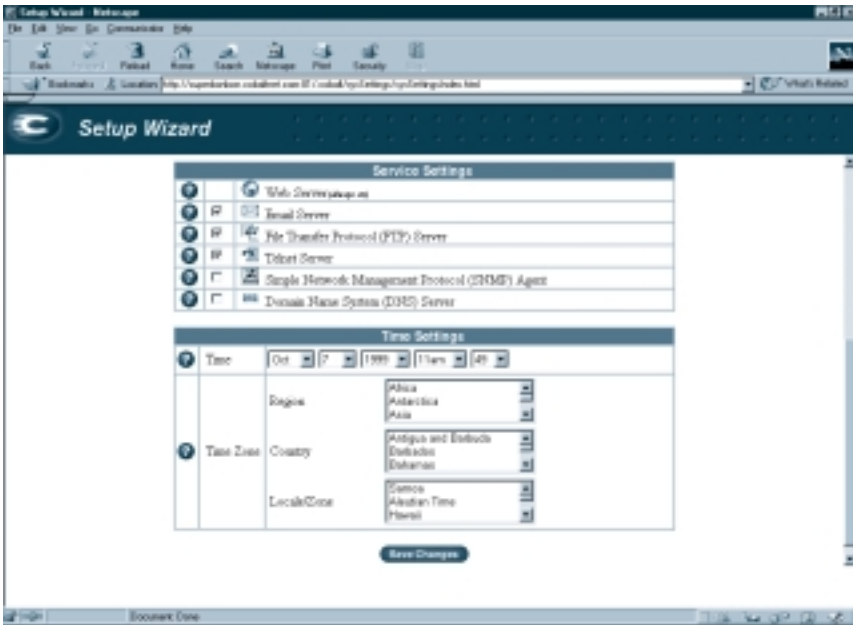 Setup Wizard - Netscape
File Edit View Go Communicator Help
Back Forward Reload Home Search Netscape Print Security Stop
Bookmarks Location: What's Related
Setup Wizard
Service Settings
Web Server (always on)
Email Server
File Transfer Protocol (FTP) Server
Telnet Server
Simple Network Management Protocol (SNMP) Agent
Domain Name System (DNS) Server
Time Settings
Time Oct 7 1999 11am 49
Region
Africa
Antarctica
Asia
Time Zone Country
Antigua and Barbuda
Barbados
Bahamas
Locale/Zone
Samoa
Aleutian Time
Hawaii
Save Changes
Document: Done